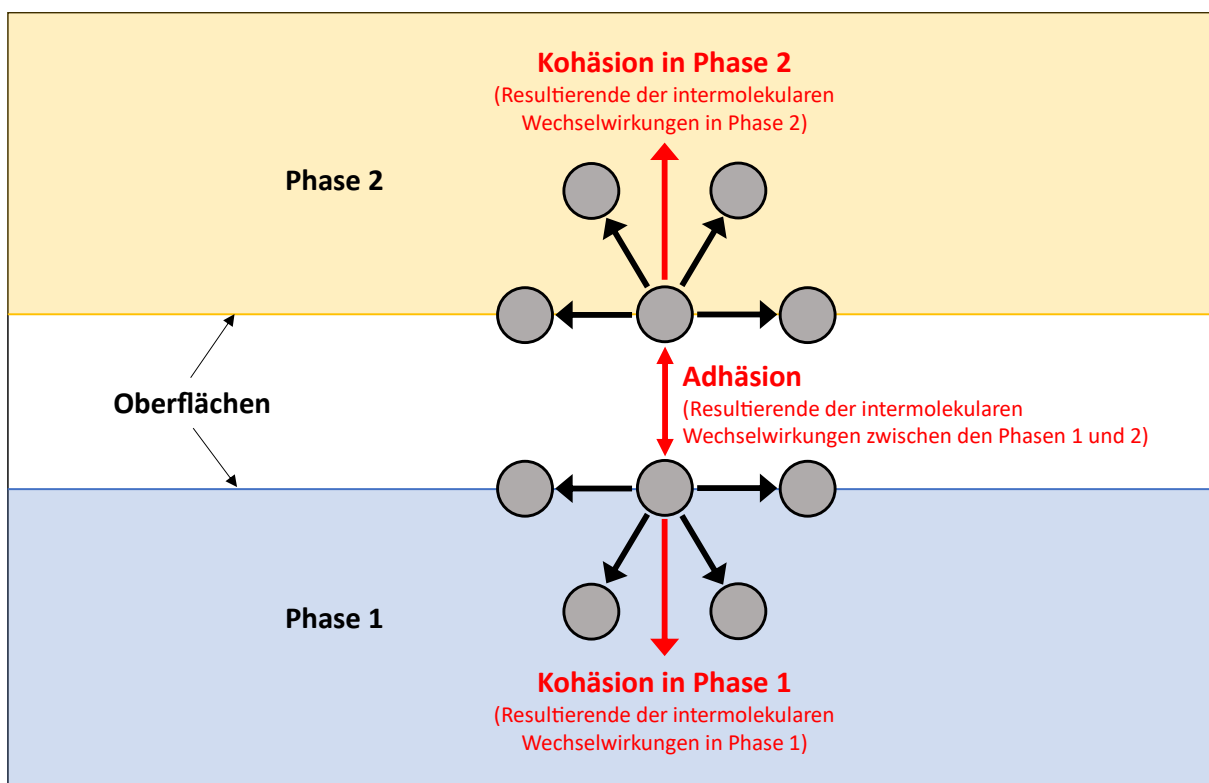 Kohäsion in Phase 2
(Resultierende der intermolekularen
Wechselwirkungen in Phase 2)
Phase 2
Adhäsion
(Resultierende der intermolekularen
Wechselwirkungen zwischen den Phasen 1 und 2)
Oberflächen
Phase 1
Kohäsion in Phase 1
(Resultierende der intermolekularen
Wechselwirkungen in Phase 1)